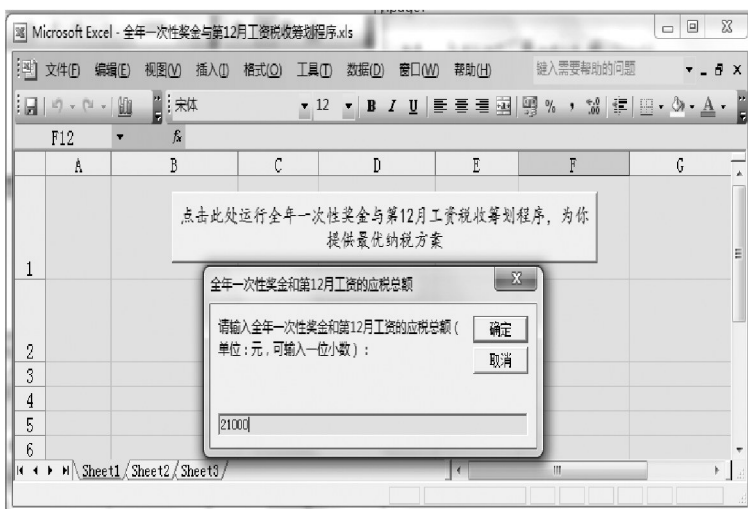 Microsoft Excel - 全年一次性奖金与第12月工资税收筹划程序.xls
文件(F) 编辑(E) 视图(V) 插入(I) 格式(O) 工具(T) 数据(D) 窗口(W) 帮助(H) 键入需要帮助的问题
宋体 12 B I U % ,
F12 fx
A B C D E F G
点击此处运行全年一次性奖金与第12月工资税收筹划程序，为你
提供最优纳税方案
1
全年一次性奖金和第12月工资的应税总额
请输入全年一次性奖金和第12月工资的应税总额（
单位：元，可输入一位小数）：
确定
取消
2
3
4
21000
5
6
Sheet1 Sheet2 Sheet3